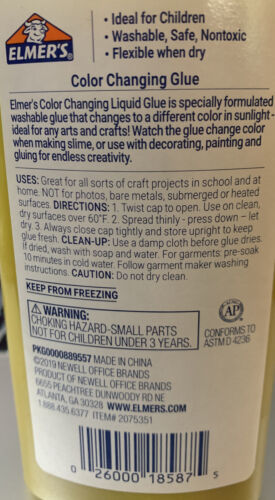 • Ideal for Children
• Washable, Safe, Nontoxic
• Flexible when dry
ELMER'S
Color Changing Glue
Elmer's Color Changing Liquid Glue is specially formulated
washable glue that changes to a different color in sunlight-
ideal for any arts and crafts! Watch the glue change color
when making slime, or use with decorating, painting and
gluing for endless creativity.
USES: Great for all sorts of craft projects in school and at
home. NOT for photos, bare metals, submerged or heated
surfaces. DIRECTIONS: 1. Twist cap to open. Use on clean,
dry surfaces over 60°F. 2. Spread thinly - press down – let
dry. 3. Always close cap tightly and store upright to keep
glue fresh. CLEAN-UP: Use a damp cloth before glue dries.
If dried, wash with soap and water. For garments: pre-soak
10 minutes in cold water. Follow garment maker washing
instructions. CAUTION: Do not dry clean.
KEEP FROM FREEZING
WARNING:
CHOKING HAZARD-SMALL PARTS
NOT FOR CHILDREN UNDER 3 YEARS.
AP
CONFORMS TO
ASTM D 4236
PKG0000889557 MADE IN CHINA
©2019 NEWELL OFFICE BRANDS
PRODUCT OF NEWELL OFFICE BRANDS
6655 PEACHTREE DUNWOODY RD NE
ATLANTA, GA 30328 WWW.ELMERS.COM
1.888.435.6377 ITEM# 2075351
0 26000 18587 5